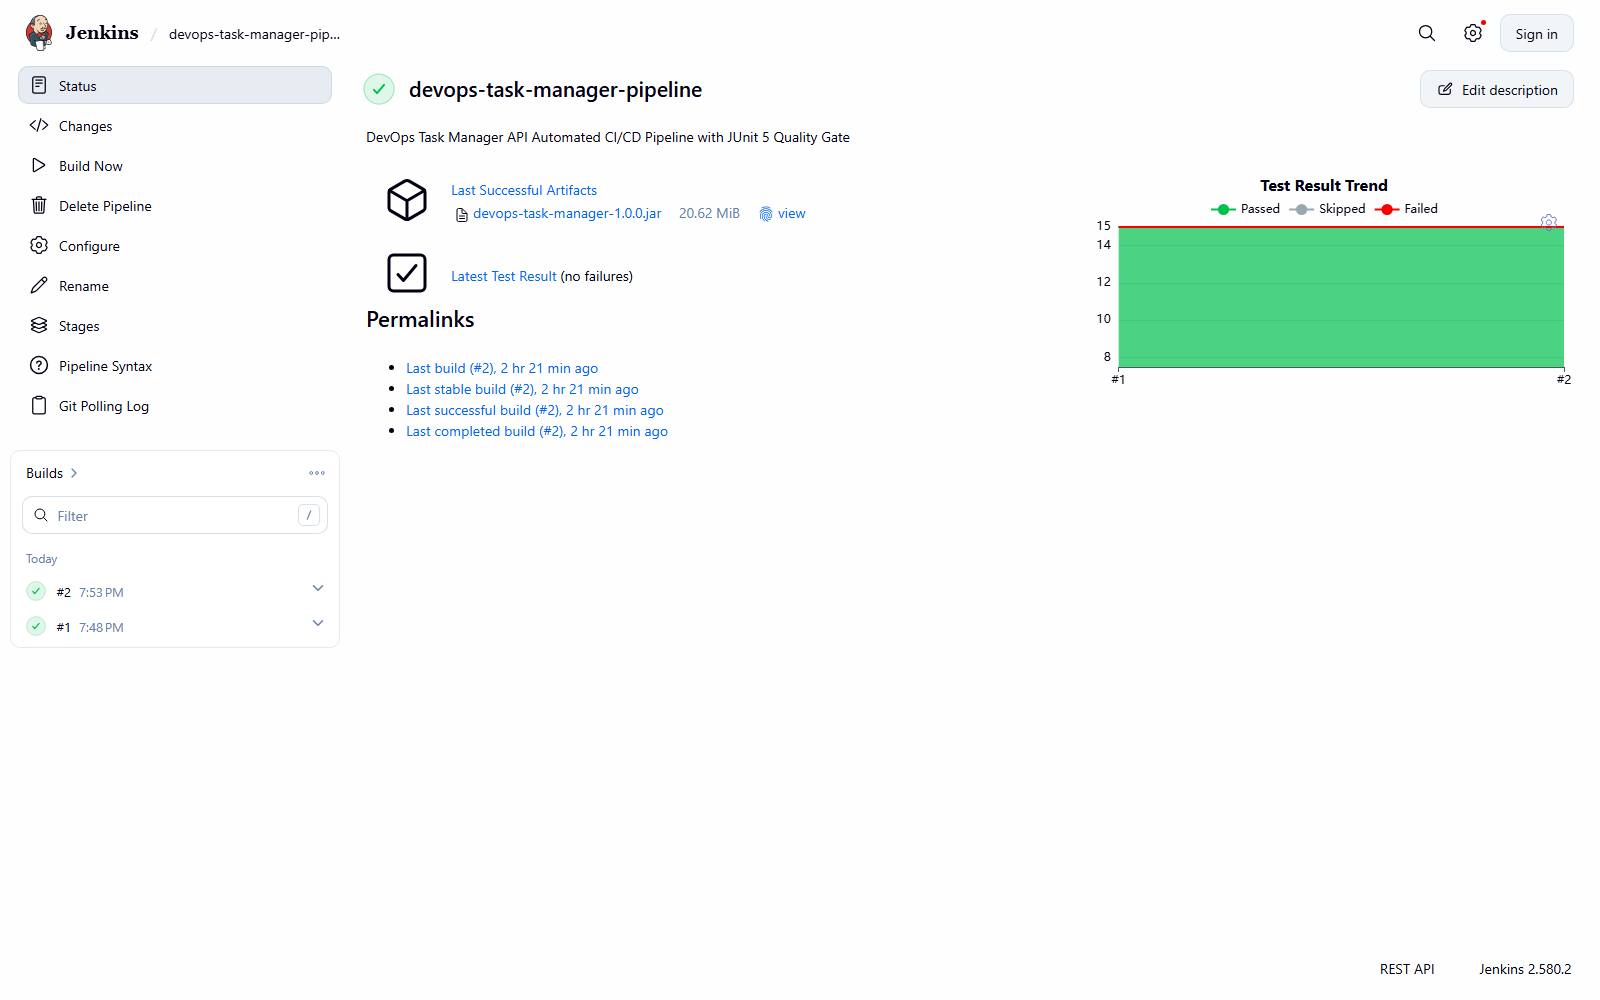 Jenkins / devops-task-manager-pip...
Sign in
Status
Changes
Build Now
Delete Pipeline
Configure
Rename
Stages
Pipeline Syntax
Git Polling Log
Builds
Filter /
Today
#2 7:53 PM
#1 7:48 PM
devops-task-manager-pipeline
Edit description
DevOps Task Manager API Automated CI/CD Pipeline with JUnit 5 Quality Gate
Last Successful Artifacts
devops-task-manager-1.0.0.jar 20.62 MiB view
Latest Test Result (no failures)
Permalinks
Last build (#2), 2 hr 21 min ago
Last stable build (#2), 2 hr 21 min ago
Last successful build (#2), 2 hr 21 min ago
Last completed build (#2), 2 hr 21 min ago
Test Result Trend
Passed Skipped Failed
15
14
12
10
8
#1 #2
REST API Jenkins 2.580.2